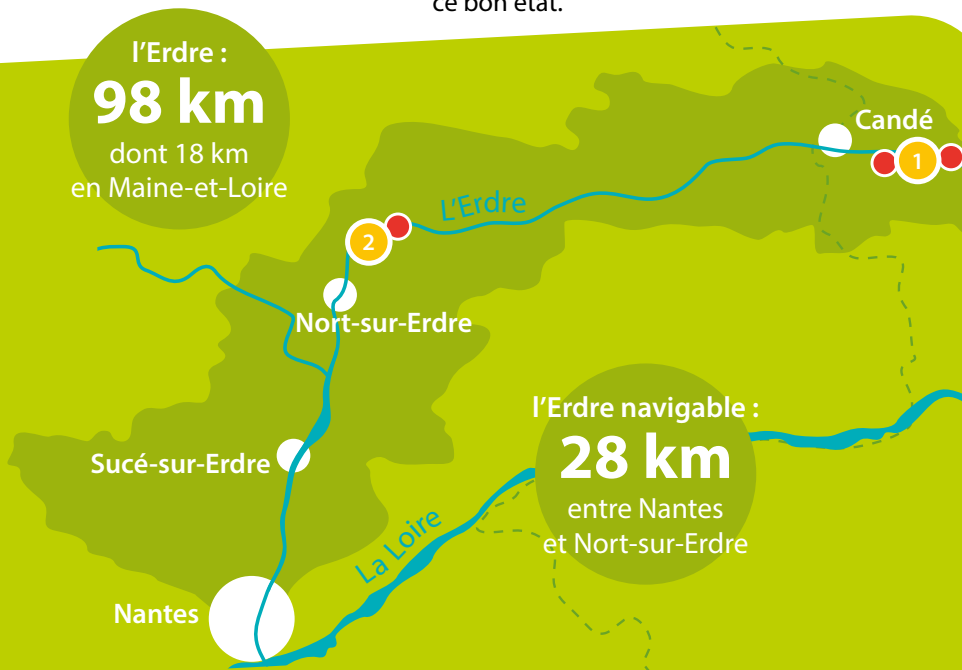 ce bon état.
l'Erdre :
98 km
dont 18 km
en Maine-et-Loire
Candé
1
L'Erdre
2
Nort-sur-Erdre
l'Erdre navigable :
28 km
entre Nantes
et Nort-sur-Erdre
Sucé-sur-Erdre
La Loire
Nantes